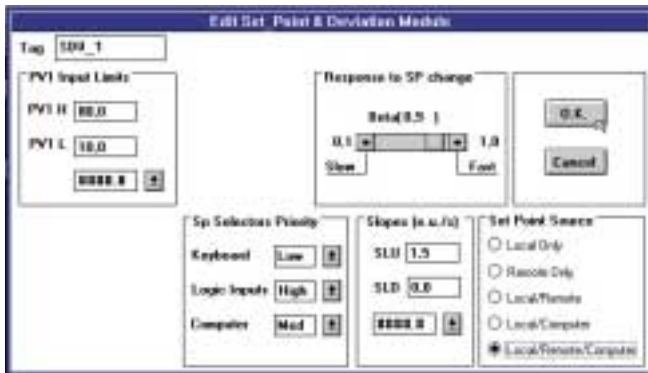 Edit Set_Point & Deviation Module
Tag SDV_1
PV1 Input Limits
PV1 H 80.0
PV1 L 10.0
8888.8
Response to SP change
Beta(0.9 )
0.1 1.0
Slow Fast
O.K.
Cancel
Sp Selectors Priority
Keyboard Low
Logic Inputs High
Computer Med
Slopes (e.u./s)
SLU 1.5
SLD 0.0
8888.8
Set Point Source
Local Only
Remote Only
Local/Remote
Local/Computer
Local/Remote/Computer